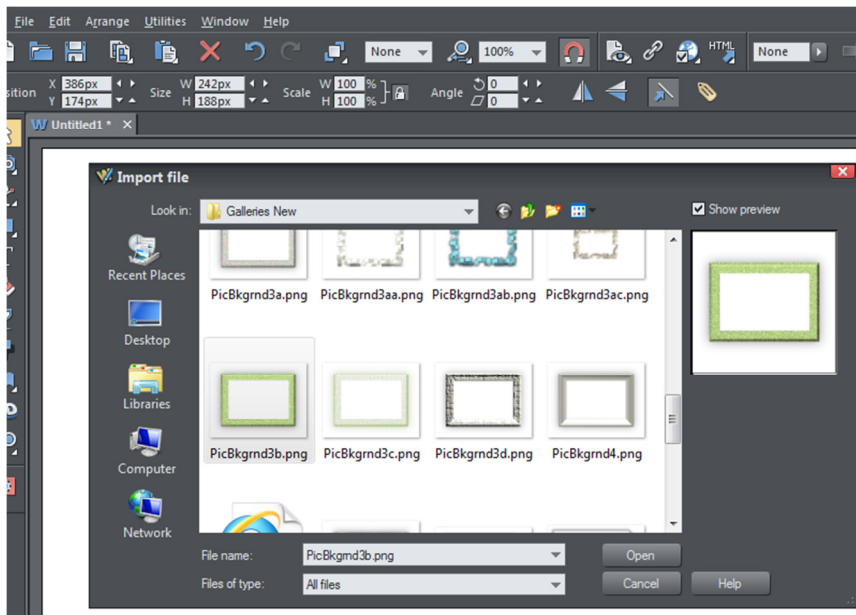 File Edit Arrange Utilities Window Help
None 100% HTML None
X 386px W 242px W 100 % 0
sition Size Scale Angle
Y 174px H 188px H 100 % 0
W Untitled1 * X
Import file
Look in: Galleries New Show preview
Recent Places
Desktop
Libraries
Computer
Network
PicBkgrnd3a.png PicBkgrnd3aa.png PicBkgrnd3ab.png PicBkgrnd3ac.png
PicBkgrnd3b.png PicBkgrnd3c.png PicBkgrnd3d.png PicBkgrnd4.png
File name: PicBkgrnd3b.png Open
Files of type: All files Cancel Help